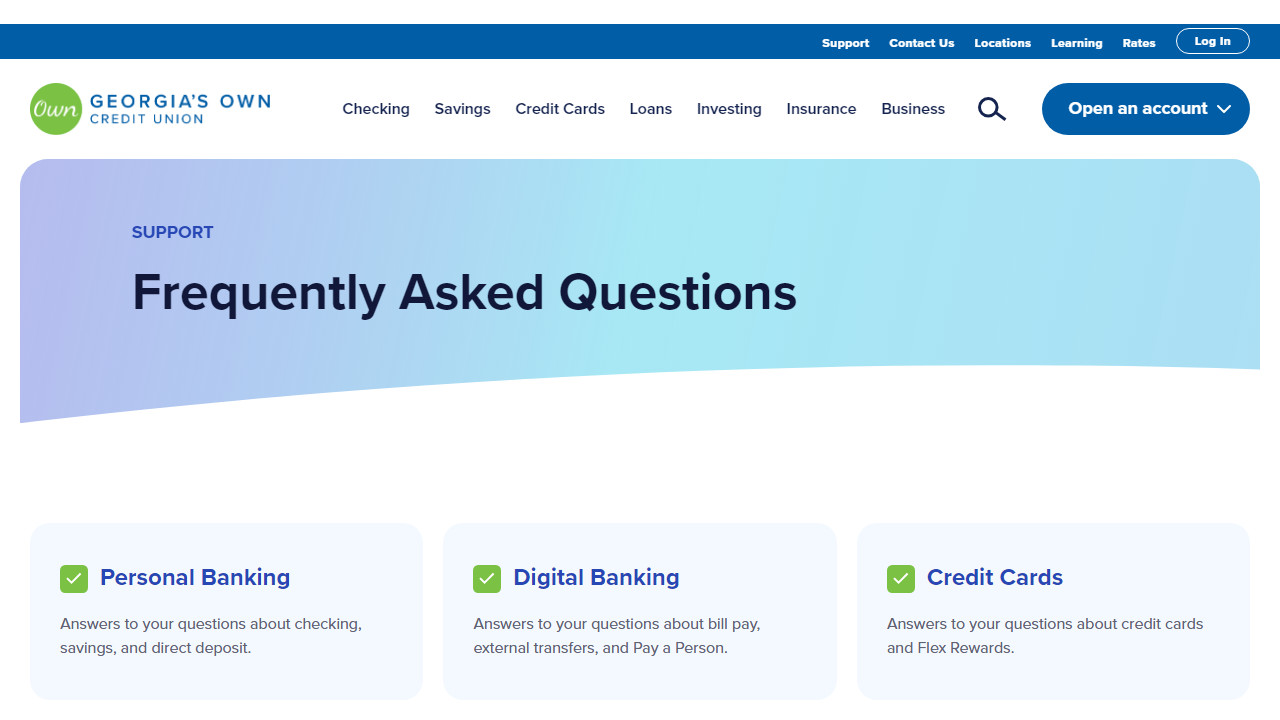 Support Contact Us Locations Learning Rates Log In
Own GEORGIA'S OWN
CREDIT UNION
Checking Savings Credit Cards Loans Investing Insurance Business Open an account
SUPPORT
Frequently Asked Questions
Personal Banking
Answers to your questions about checking,
savings, and direct deposit.
Digital Banking
Answers to your questions about bill pay,
external transfers, and Pay a Person.
Credit Cards
Answers to your questions about credit cards
and Flex Rewards.